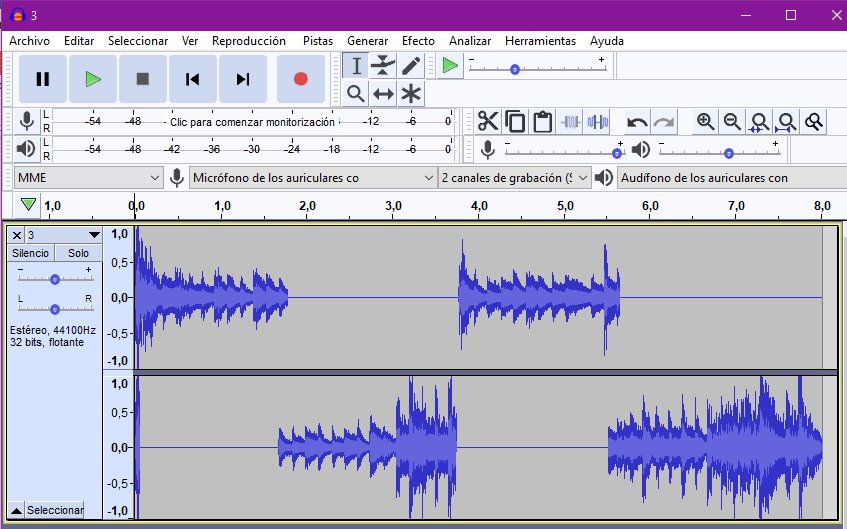 3
Archivo Editar Seleccionar Ver Reproducción Pistas Generar Efecto Analizar Herramientas Ayuda
- +
L R -54 -48 - Clic para comenzar monitorización -12 -6 0
L R -54 -48 -42 -36 -30 -24 -18 -12 -6 0
- + - +
MME Micrófono de los auriculares co 2 canales de grabación (S Audífono de los auriculares con
1,0 0,0 1,0 2,0 3,0 4,0 5,0 6,0 7,0 8,0
3
Silencio Solo
- +
L R
Estéreo, 44100Hz
32 bits, flotante
1,0
0,5-
0,0-
-0,5-
-1,0
1,0
0,5-
0,0-
-0,5-
-1,0
Seleccionar